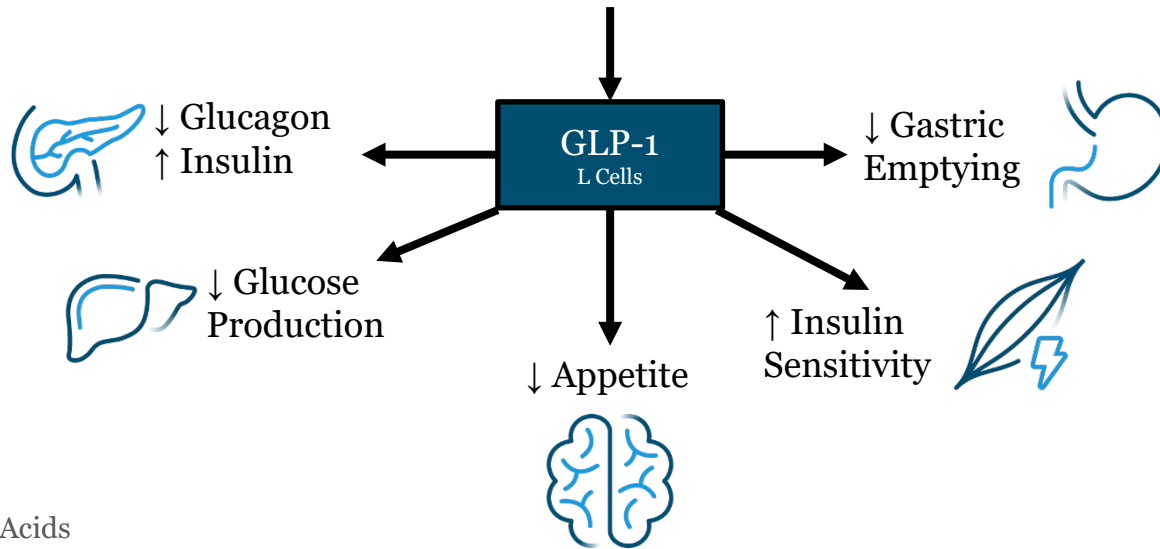 GLP-1
L Cells
↓ Glucagon
↑ Insulin
↓ Gastric
Emptying
↓ Glucose
Production
↑ Insulin
Sensitivity
↓ Appetite
Acids